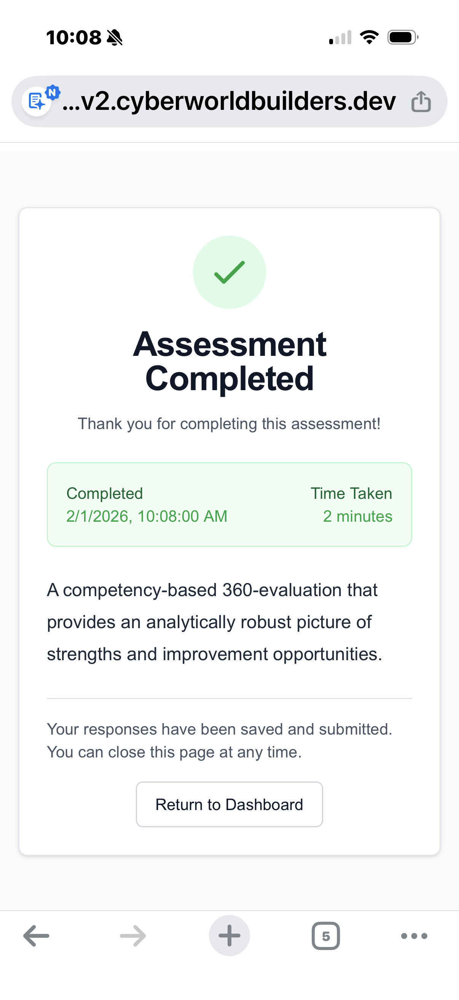 10:08
N
...v2.cyberworldbuilders.dev
Assessment
Completed
Thank you for completing this assessment!
Completed
Time Taken
2/1/2026, 10:08:00 AM
2 minutes
A competency-based 360-evaluation that
provides an analytically robust picture of
strengths and improvement opportunities.
Your responses have been saved and submitted.
You can close this page at any time.
Return to Dashboard
5